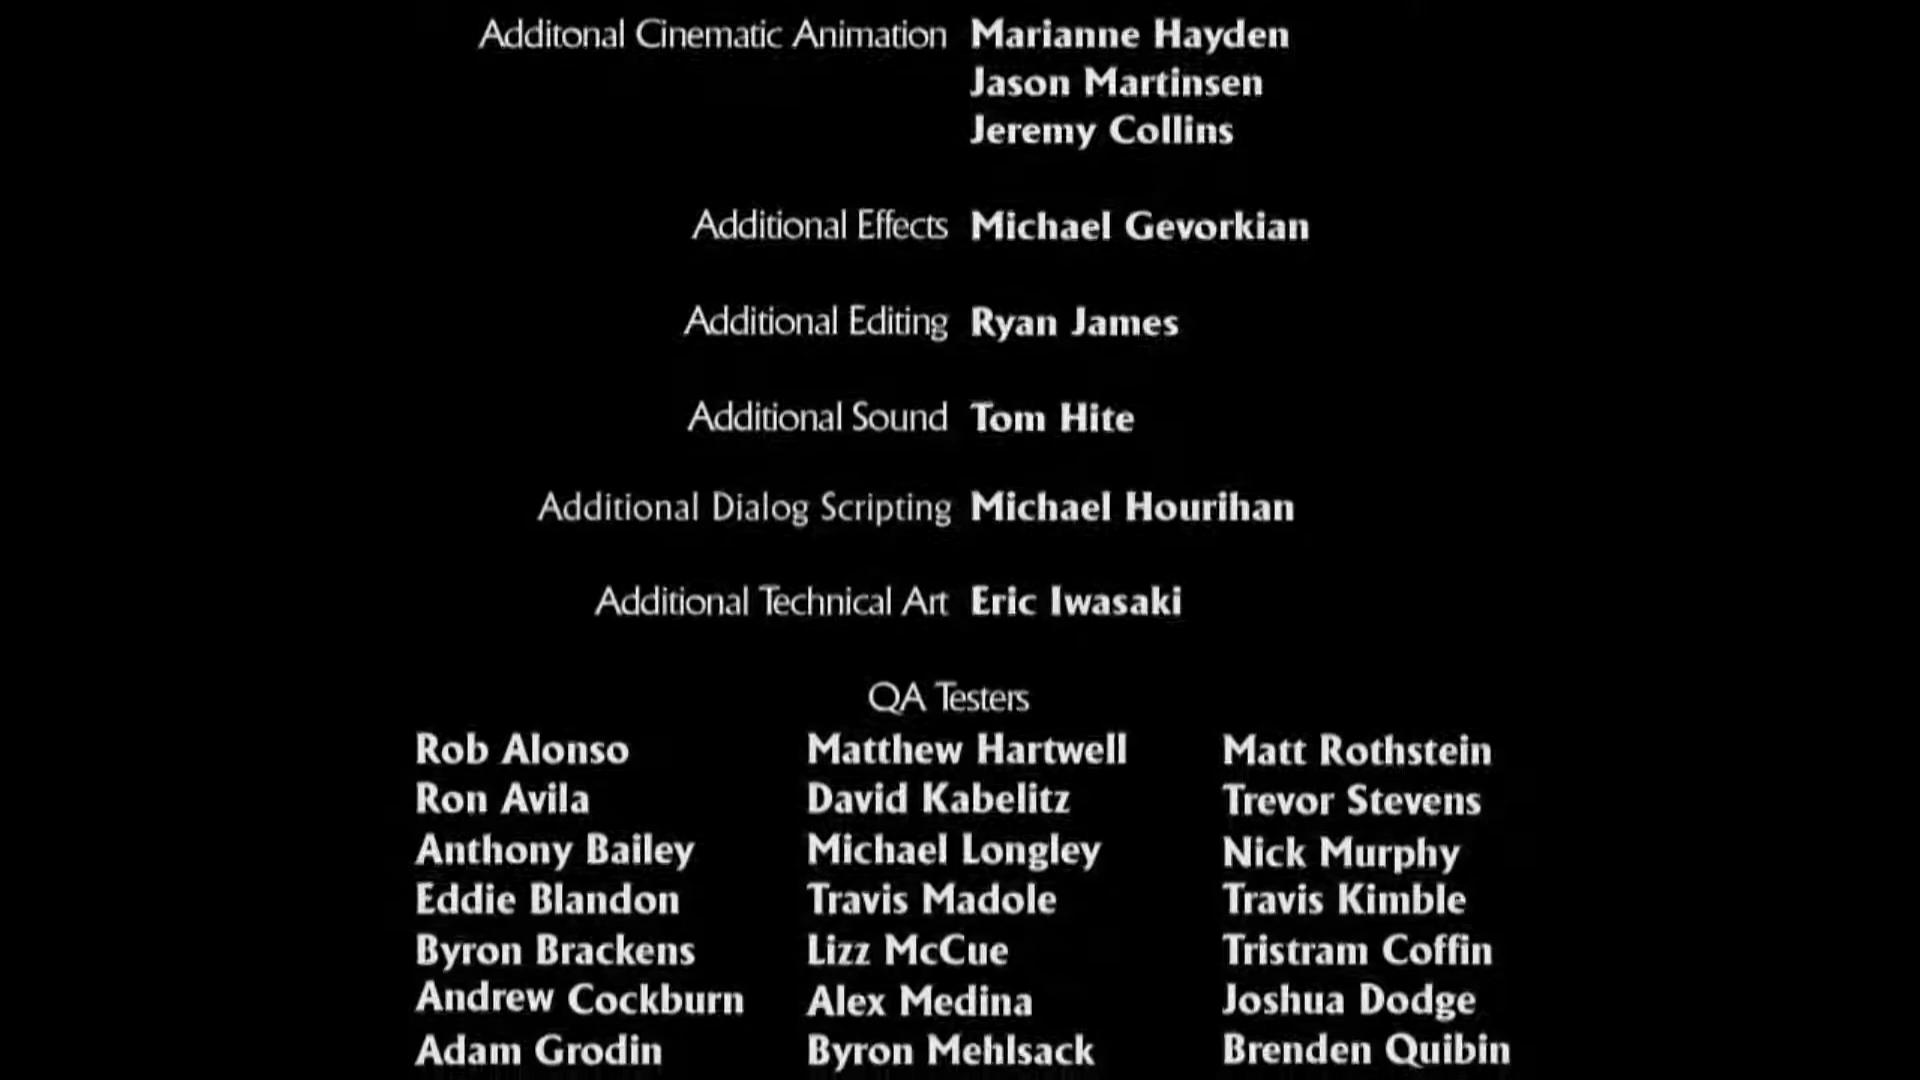 Additonal Cinematic Animation Marianne Hayden
Jason Martinsen
Jeremy Collins
Additional Effects Michael Gevorkian
Additional Editing Ryan James
Additional Sound Tom Hite
Additional Dialog Scripting Michael Hourihan
Additional Technical Art Eric Iwasaki
QA Testers
Rob Alonso Matthew Hartwell Matt Rothstein
Ron Avila David Kabelitz Trevor Stevens
Anthony Bailey Michael Longley Nick Murphy
Eddie Blandon Travis Madole Travis Kimble
Byron Brackens Lizz McCue Tristram Coffin
Andrew Cockburn Alex Medina Joshua Dodge
Adam Grodin Byron Mehlsack Brenden Quibin